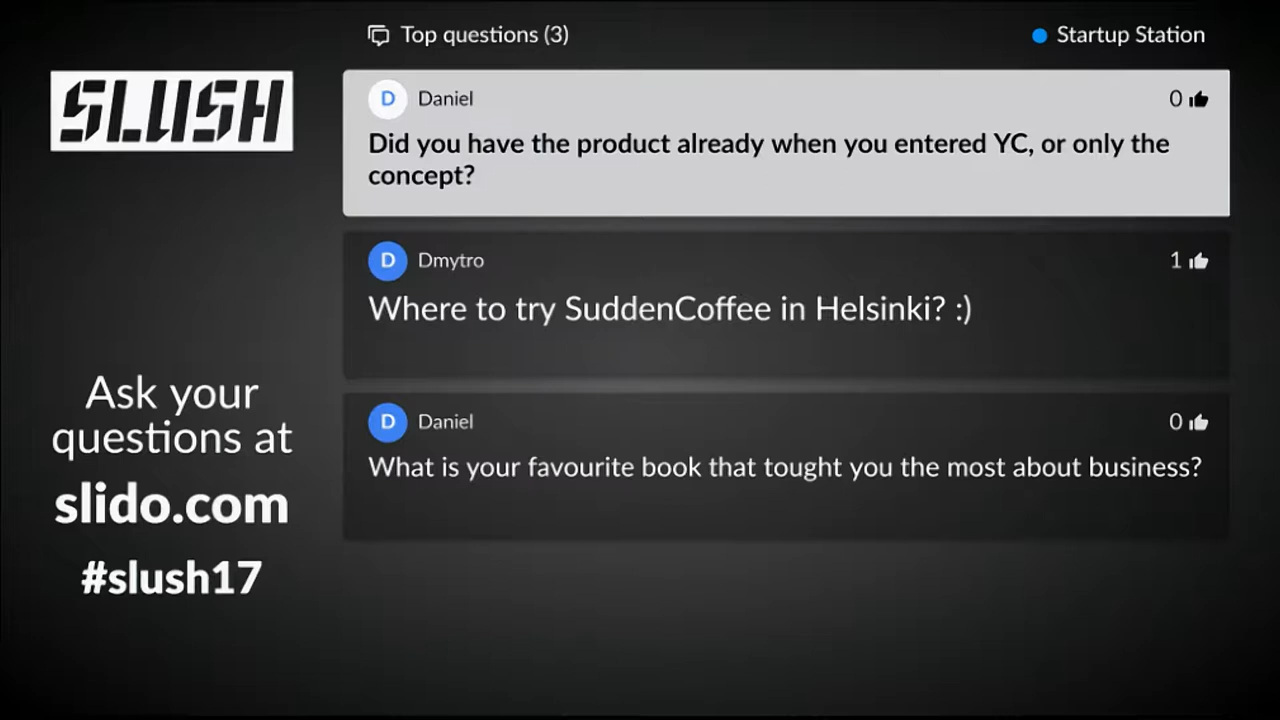 Top questions (3)
Startup Station
SLUSH
D Daniel 0
Did you have the product already when you entered YC, or only the
concept?
D Dmytro 1
Where to try SuddenCoffee in Helsinki? :)
D Daniel 0
What is your favourite book that tought you the most about business?
Ask your
questions at
slido.com
#slush17